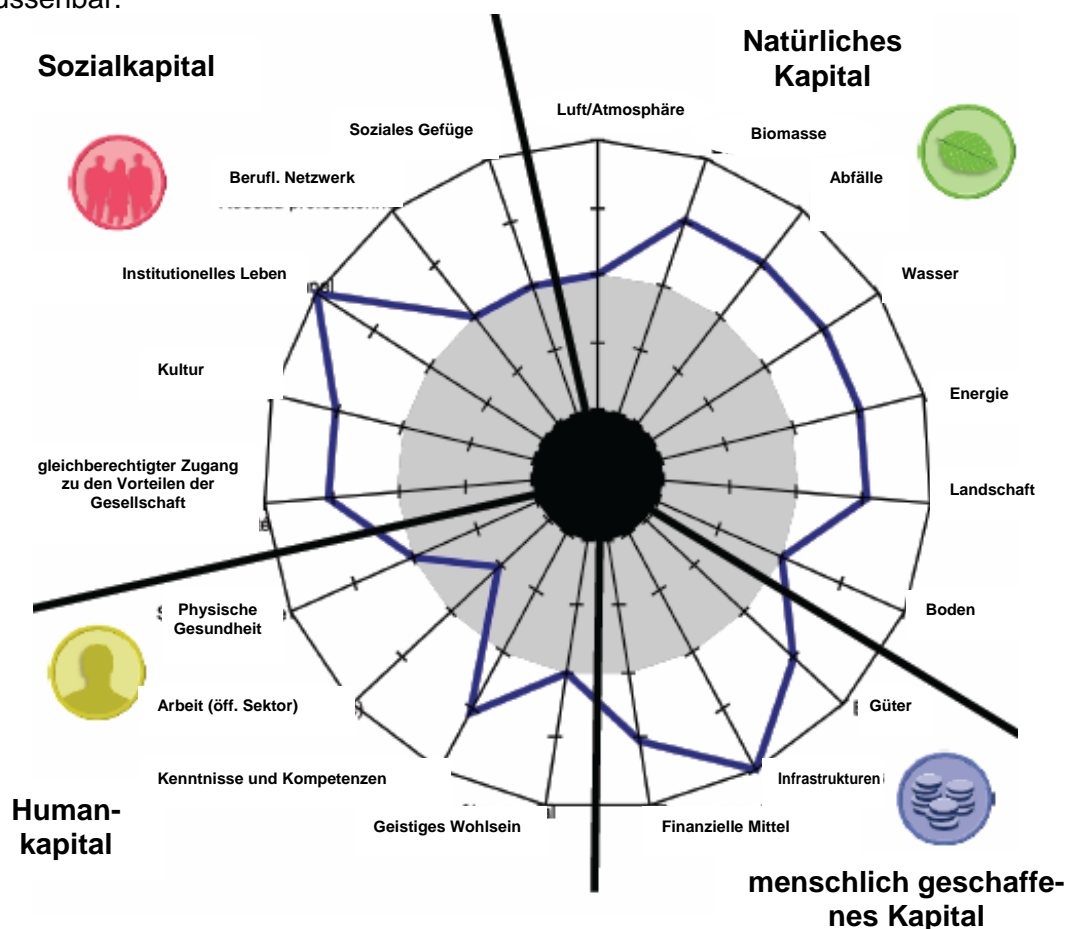 Sozialkapital
Natürliches
Kapital
Luft/Atmosphäre
Soziales Gefüge
Biomasse
Berufl. Netzwerk
Abfälle
Institutionelles Leben
Wasser
Kultur
Energie
gleichberechtigter Zugang
zu den Vorteilen der
Gesellschaft
Landschaft
Physische
Gesundheit
Boden
Arbeit (öff. Sektor)
Güter
Kenntnisse und Kompetenzen
Infrastrukturen
Human-
kapital
Geistiges Wohlsein
Finanzielle Mittel
menschlich geschaffe-
nes Kapital